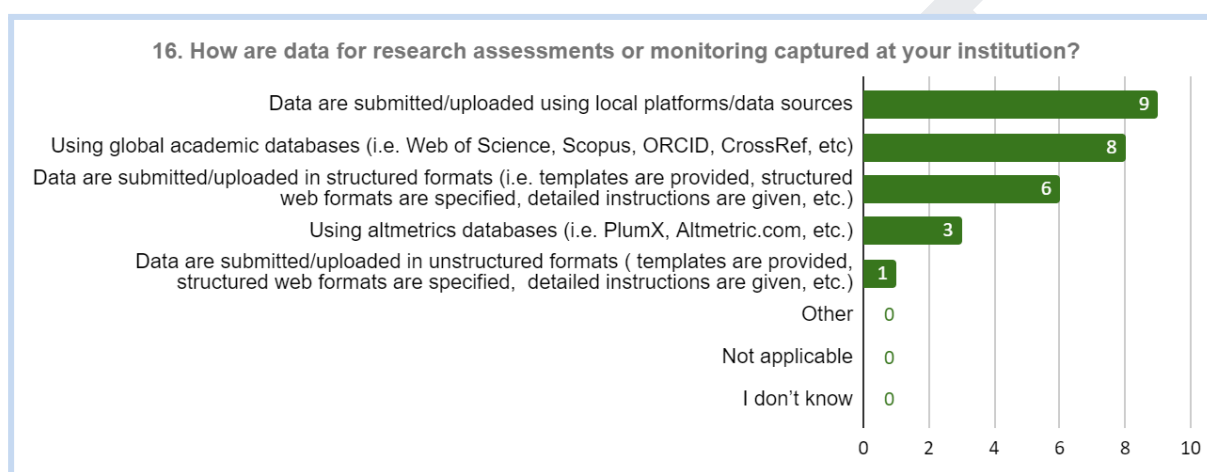 16. How are data for research assessments or monitoring captured at your institution?
Data are submitted/uploaded using local platforms/data sources 9
Using global academic databases (i.e. Web of Science, Scopus, ORCID, CrossRef, etc) 8
Data are submitted/uploaded in structured formats (i.e. templates are provided, structured
web formats are specified, detailed instructions are given, etc.) 6
Using altmetrics databases (i.e. PlumX, Altmetric.com, etc.) 3
Data are submitted/uploaded in unstructured formats ( templates are provided,
structured web formats are specified, detailed instructions are given, etc.) 1
Other 0
Not applicable 0
I don't know 0
0 2 4 6 8 10